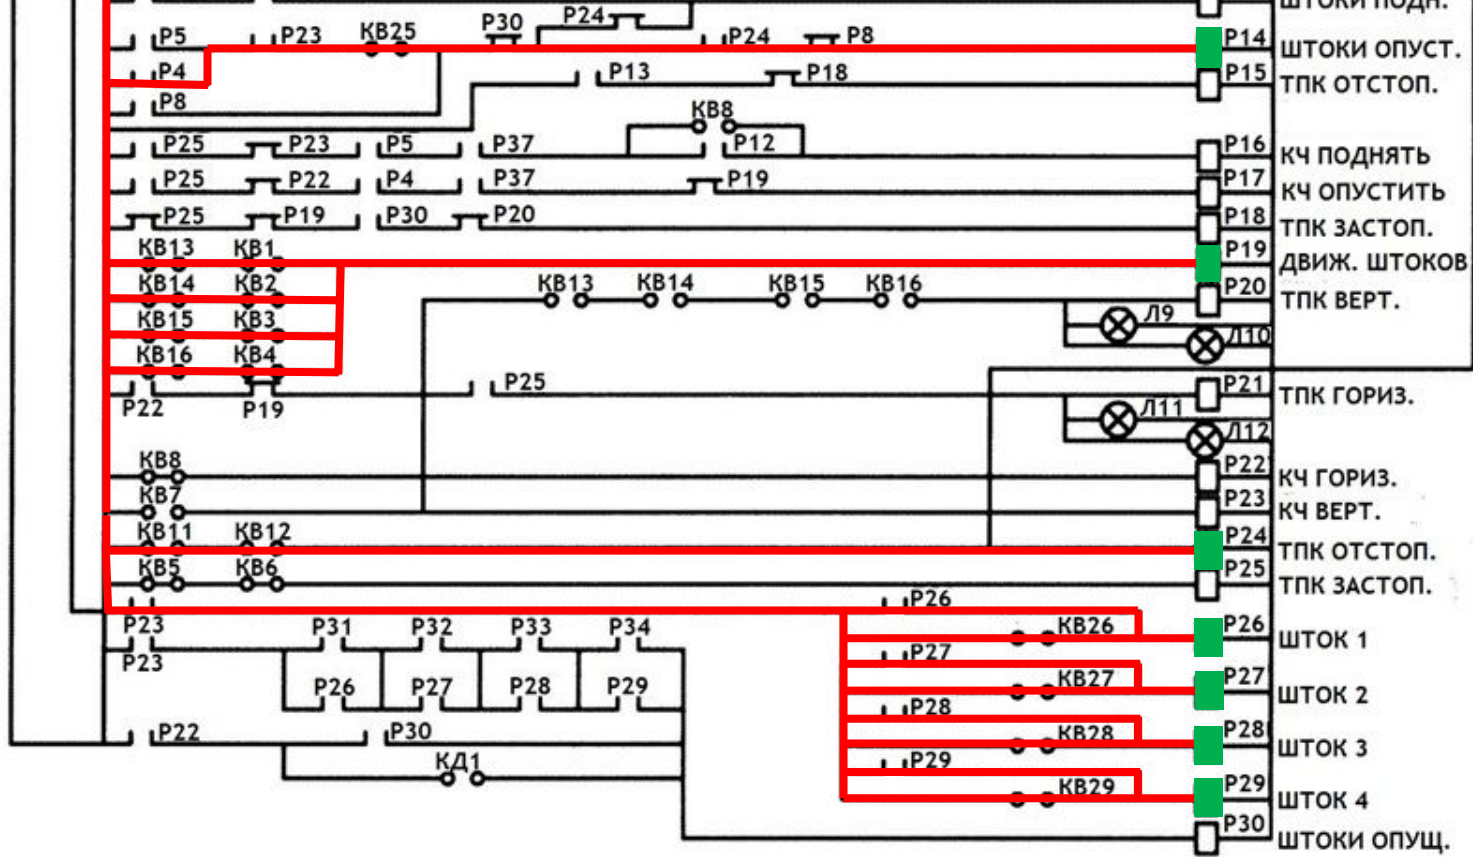 ШТОКИ ПОДН.
Р24
Р30
Р5 Р23 КВ25 Р24 Р8 Р14 ШТОКИ ОПУСТ.
Р4 Р13 Р18 Р15 ТПК ОТСТОП.
Р8
КВ8
Р25 Р23 Р5 Р37 Р12 Р16 КЧ ПОДНЯТЬ
Р25 Р22 Р4 Р37 Р19 Р17 КЧ ОПУСТИТЬ
Р25 Р19 Р30 Р20 Р18 ТПК ЗАСТОП.
КВ13 КВ1 Р19 ДВИЖ. ШТОКОВ
КВ14 КВ2 КВ13 КВ14 КВ15 КВ16 Р20 ТПК ВЕРТ.
КВ15 КВ3 Л9
Л10
КВ16 КВ4
Р22 Р19 Р25 Р21 ТПК ГОРИЗ.
Л11
Л12
КВ8 Р22 КЧ ГОРИЗ.
КВ7 Р23 КЧ ВЕРТ.
КВ11 КВ12 Р24 ТПК ОТСТОП.
КВ5 КВ6 Р25 ТПК ЗАСТОП.
Р26
Р23 Р31 Р32 Р33 Р34 КВ26 Р26 ШТОК 1
Р23 Р27
Р26 Р27 Р28 Р29 КВ27 Р27 ШТОК 2
Р28
Р22 Р30 КВ28 Р28 ШТОК 3
КД1 Р29
КВ29 Р29 ШТОК 4
Р30 ШТОКИ ОПУЩ.